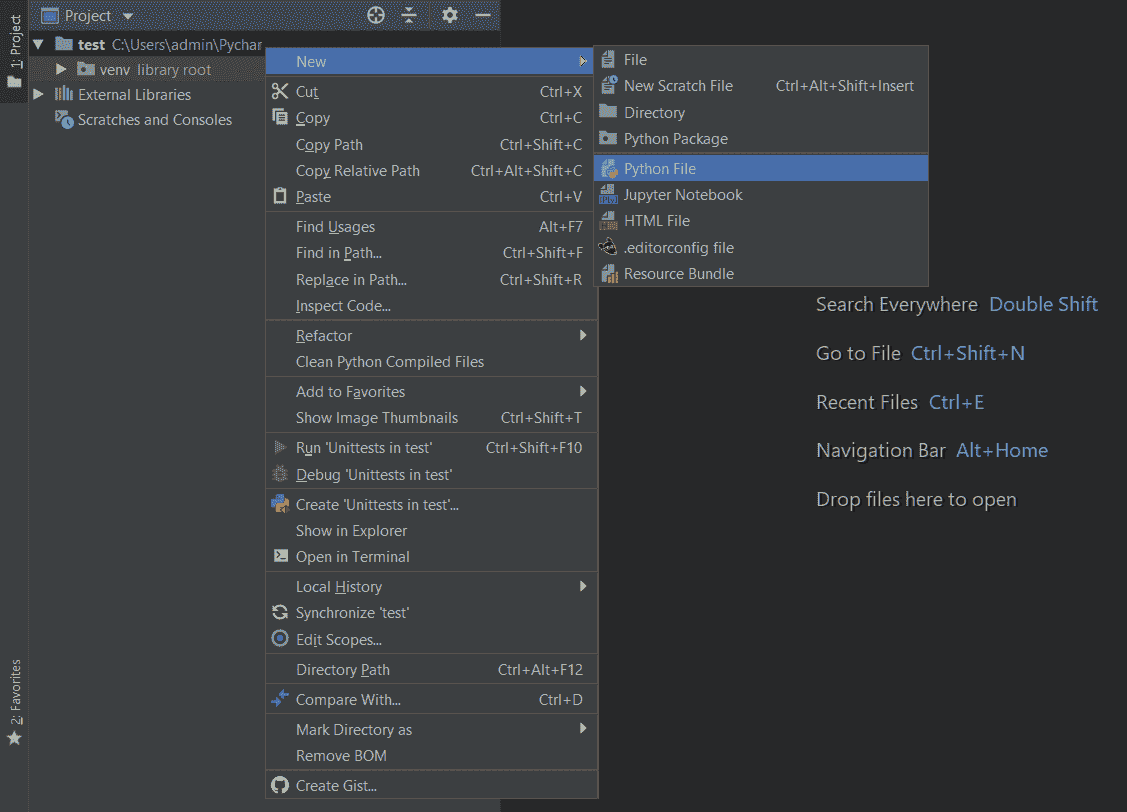 1: Project
Project
test C:\Users\admin\Pychar
venv library root
External Libraries
Scratches and Consoles
New
Cut Ctrl+X
Copy Ctrl+C
Copy Path Ctrl+Shift+C
Copy Relative Path Ctrl+Alt+Shift+C
Paste Ctrl+V
Find Usages Alt+F7
Find in Path... Ctrl+Shift+F
Replace in Path... Ctrl+Shift+R
Inspect Code...
Refactor
Clean Python Compiled Files
Add to Favorites
Show Image Thumbnails Ctrl+Shift+T
Run 'Unittests in test' Ctrl+Shift+F10
Debug 'Unittests in test'
Create 'Unittests in test'...
Show in Explorer
Open in Terminal
Local History
Synchronize 'test'
Edit Scopes...
Directory Path Ctrl+Alt+F12
Compare With... Ctrl+D
Mark Directory as
Remove BOM
Create Gist...
File
New Scratch File Ctrl+Alt+Shift+Insert
Directory
Python Package
Python File
Jupyter Notebook
HTML File
.editorconfig file
Resource Bundle
Search Everywhere Double Shift
Go to File Ctrl+Shift+N
Recent Files Ctrl+E
Navigation Bar Alt+Home
Drop files here to open
2: Favorites